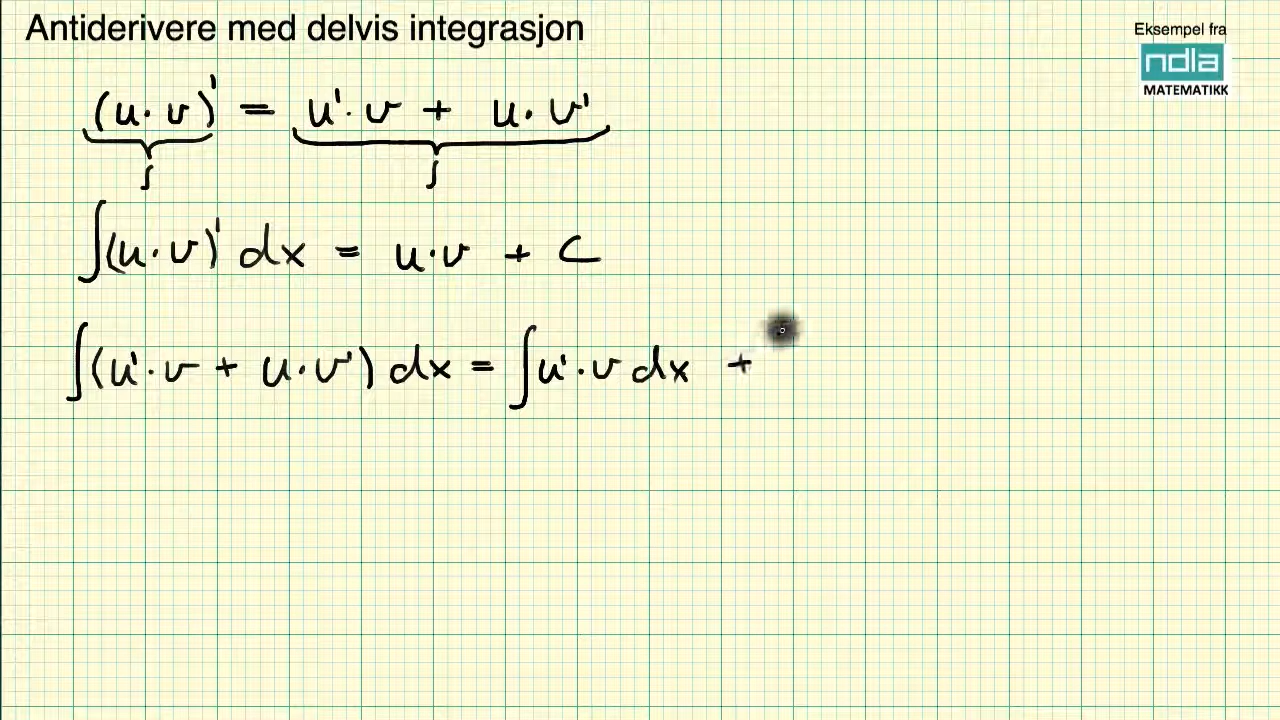 Antiderivere med delvis integrasjon
Eksempel fra
ndla
MATEMATIKK
(u · v)' = u' · v + u · v'
∫ ∫
∫(u · v)' dx = u · v + C
∫(u' · v + u · v') dx = ∫u' · v dx +